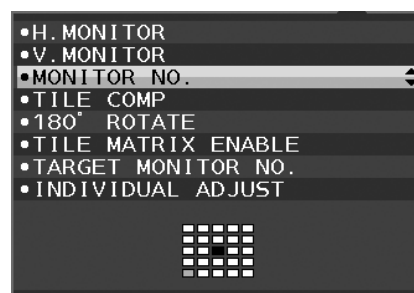 •H.MONITOR
•V.MONITOR
•MONITOR NO.
•TILE COMP
•180° ROTATE
•TILE MATRIX ENABLE
•TARGET MONITOR NO.
•INDIVIDUAL ADJUST